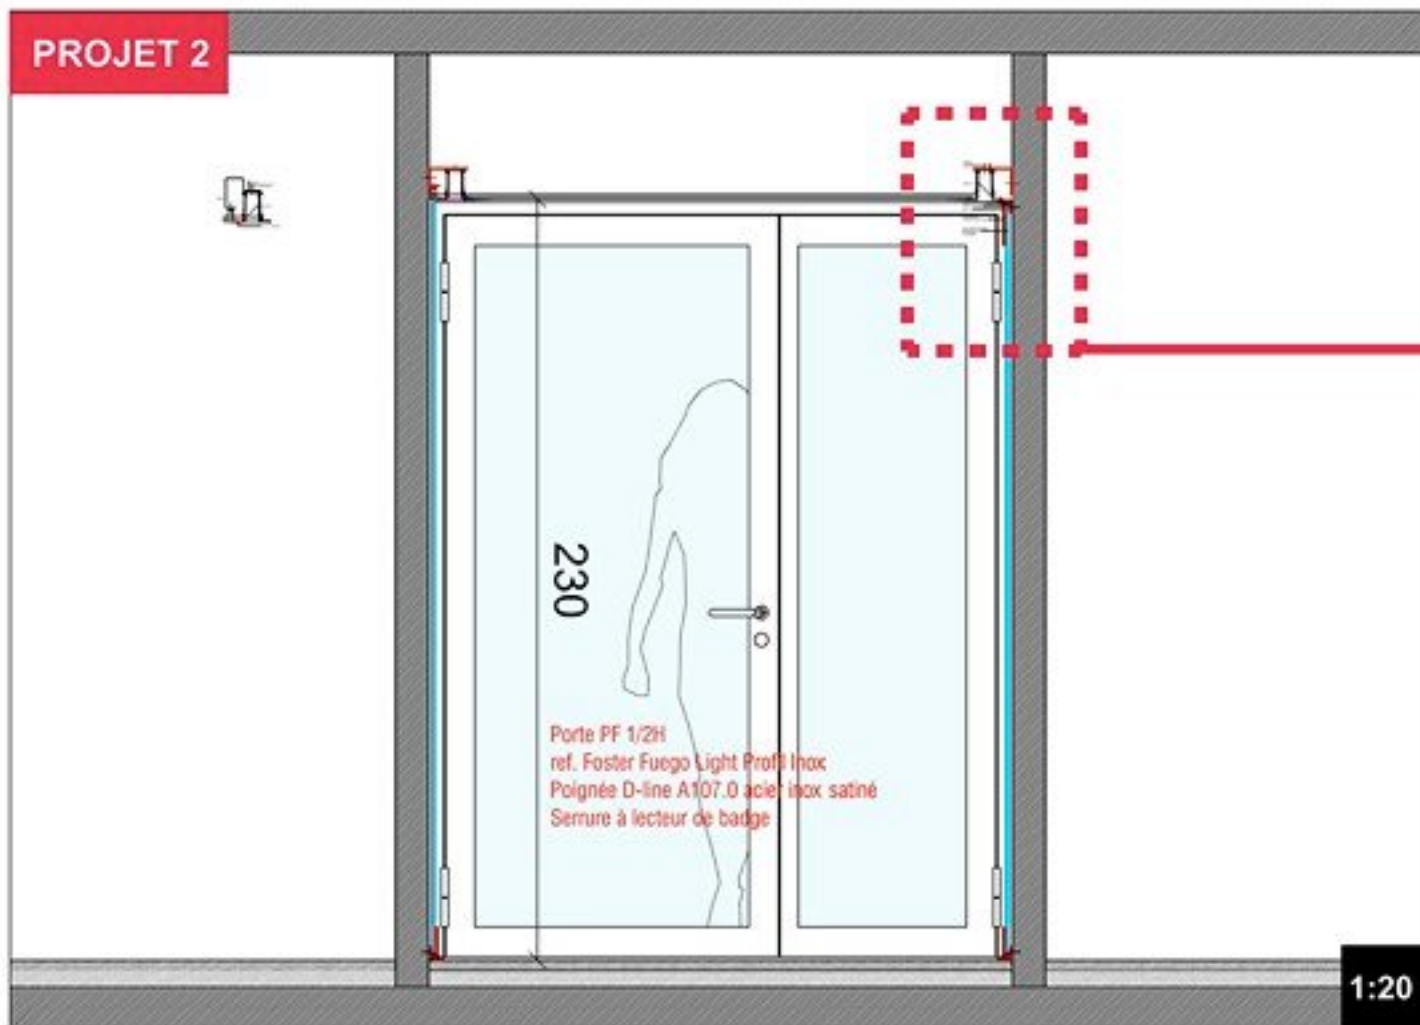 PROJET 2
230
Porte PF 1/2H
ref. Foster Fuego Light Profil Inox
Poignée D-line A107.0 acier inox satiné
Serrure à lecteur de badge
1:20